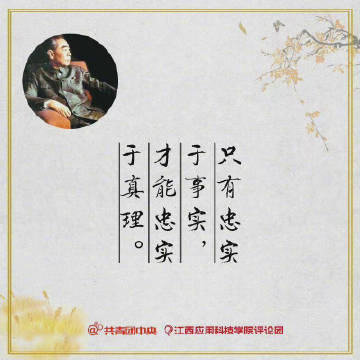 只有忠实
于事实，
才能忠实
于真理。
@共青团中央 江西应用科技学院评论团